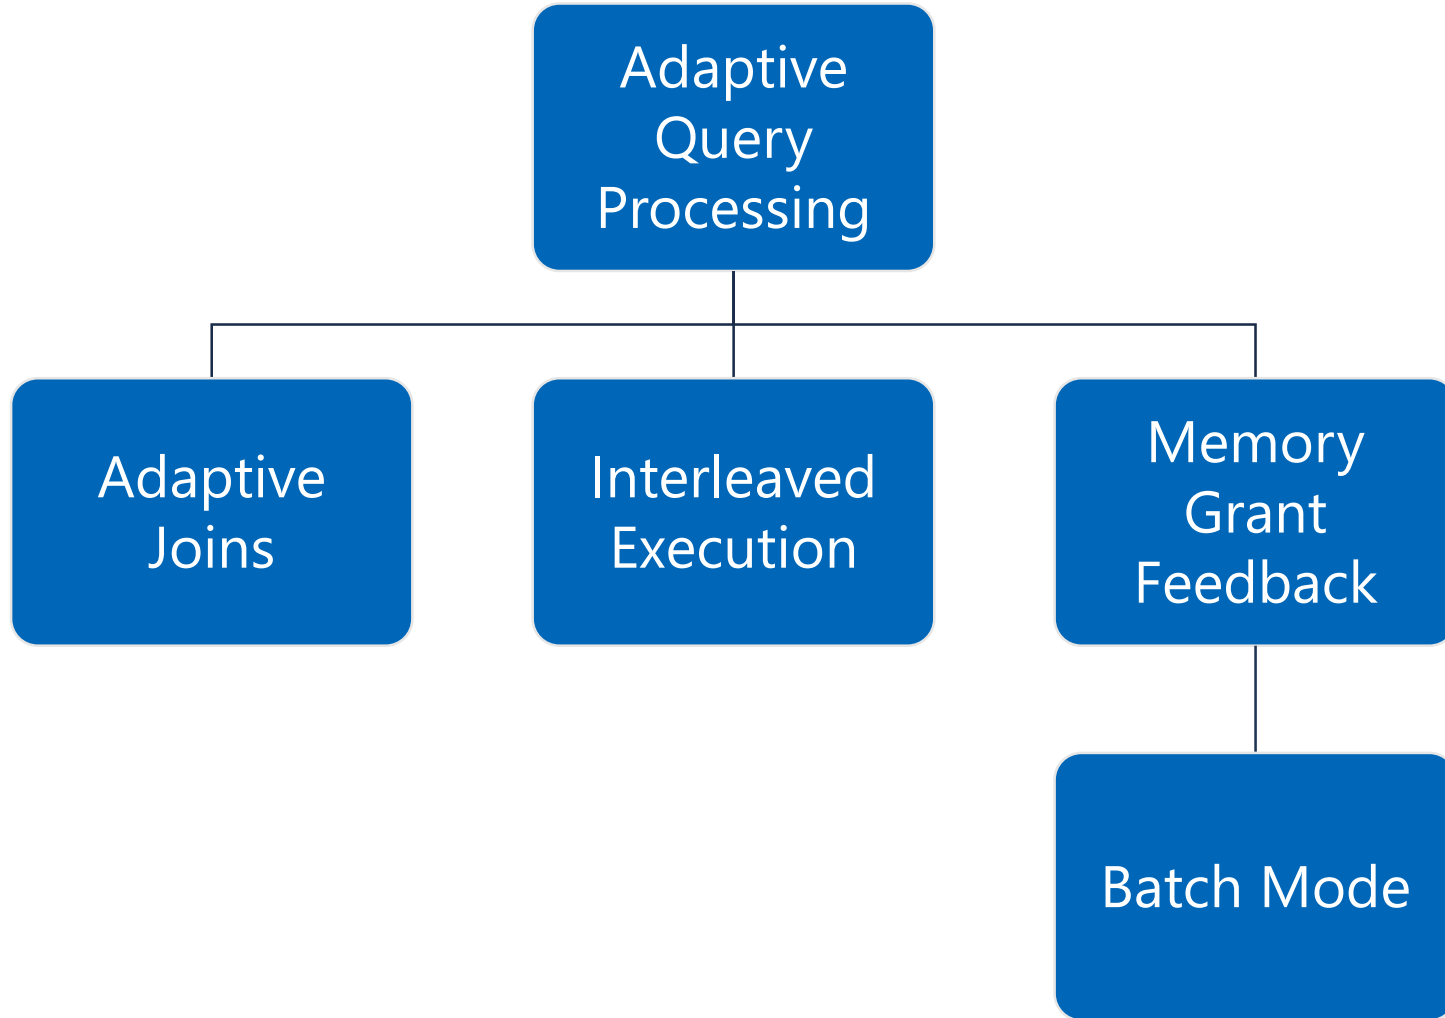 Adaptive
Query
Processing
Adaptive
Joins
Interleaved
Execution
Memory
Grant
Feedback
Batch Mode